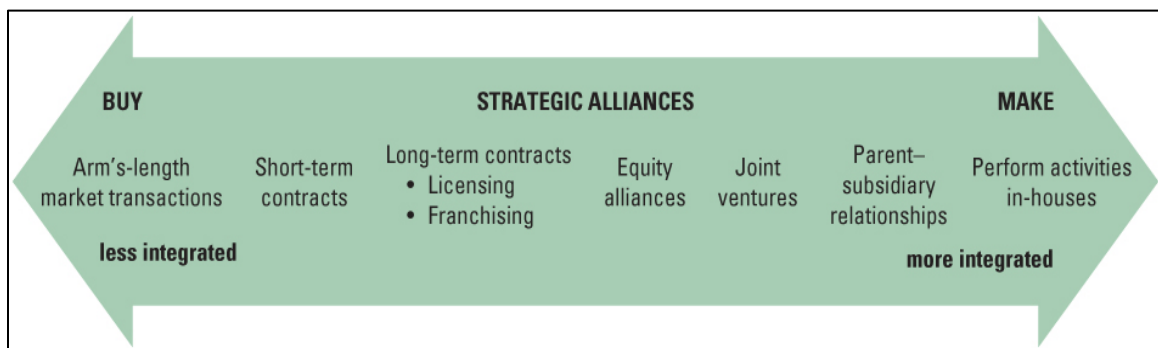 BUY
STRATEGIC ALLIANCES
MAKE
Arm's-length
market transactions
Short-term
contracts
Long-term contracts
• Licensing
• Franchising
Equity
alliances
Joint
ventures
Parent–
subsidiary
relationships
Perform activities
in-houses
less integrated
more integrated